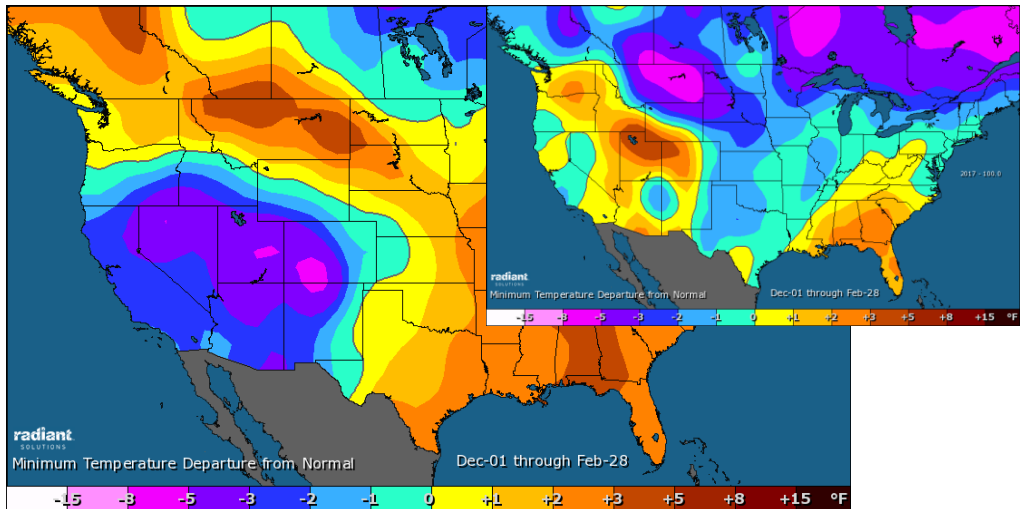 2017 - 180.0
radiant
SOLUTIONS
Minimum Temperature Departure from Normal
Dec-01 through Feb-28
-15 -8 -5 -3 -2 -1 0 +1 +2 +3 +5 +8 +15 °F
radiant
SOLUTIONS
Minimum Temperature Departure from Normal
Dec-01 through Feb-28
-15 -8 -5 -3 -2 -1 0 +1 +2 +3 +5 +8 +15 °F